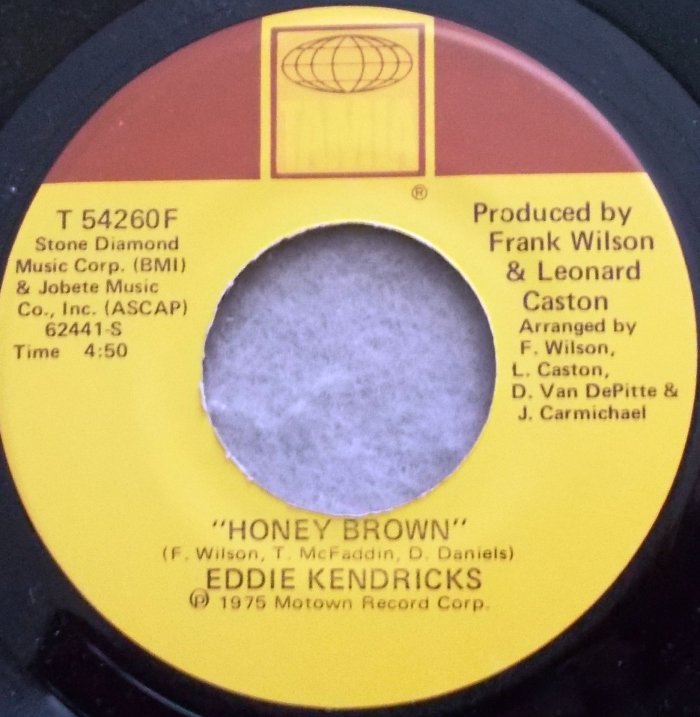 TAMLA
®
T 54260F
Stone Diamond
Music Corp. (BMI)
& Jobete Music
Co., Inc. (ASCAP)
62441-S
Time 4:50
Produced by
Frank Wilson
& Leonard
Caston
Arranged by
F. Wilson,
L. Caston,
D. Van DePitte &
J. Carmichael
"HONEY BROWN"
(F. Wilson, T. McFaddin, D. Daniels)
EDDIE KENDRICKS
℗ 1975 Motown Record Corp.